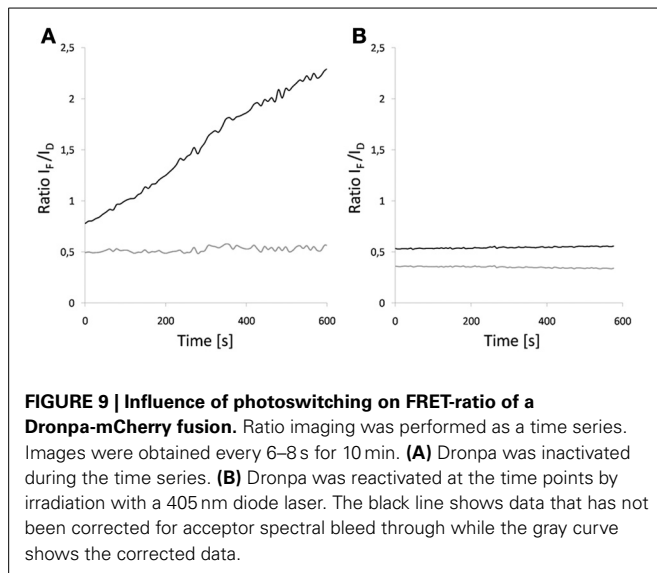 A
B
2,5
2
1,5
1
0,5
0
Ratio I_F/I_D
0 200 400 600
Time [s]
2,5
2
1,5
1
0,5
0
Ratio I_F/I_D
0 200 400 600
Time [s]
FIGURE 9 | Influence of photoswitching on FRET-ratio of a
Dronpa-mCherry fusion. Ratio imaging was performed as a time series.
Images were obtained every 6–8 s for 10 min. (A) Dronpa was inactivated
during the time series. (B) Dronpa was reactivated at the time points by
irradiation with a 405 nm diode laser. The black line shows data that has not
been corrected for acceptor spectral bleed through while the gray curve
shows the corrected data.